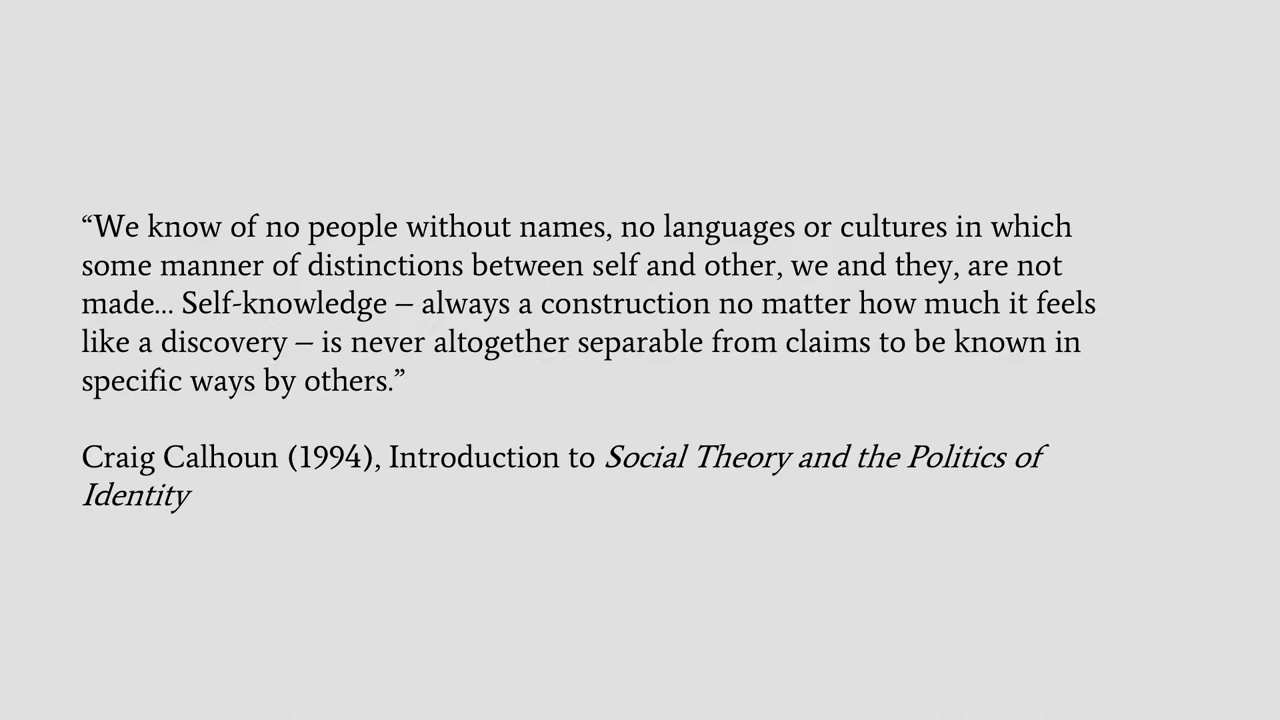 “We know of no people without names, no languages or cultures in which
some manner of distinctions between self and other, we and they, are not
made... Self-knowledge – always a construction no matter how much it feels
like a discovery – is never altogether separable from claims to be known in
specific ways by others.”
Craig Calhoun (1994), Introduction to Social Theory and the Politics of
Identity